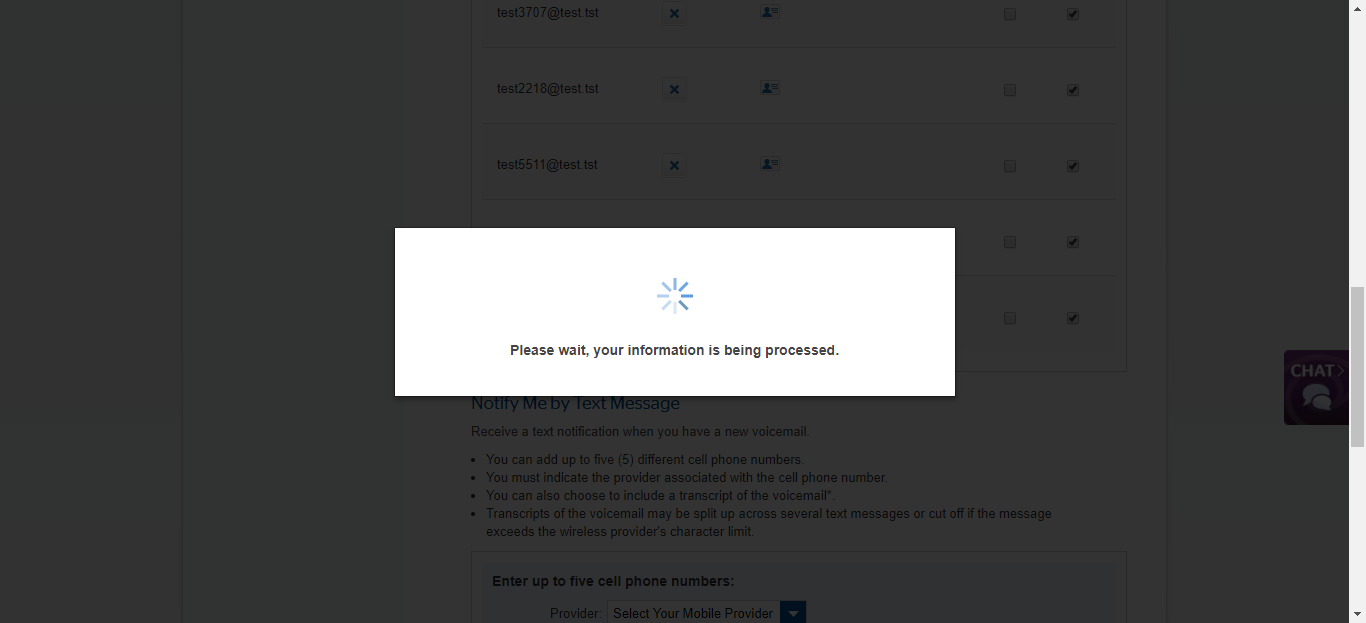 test3707@test.tst
test2218@test.tst
test5511@test.tst
Please wait, your information is being processed.
CHAT
Notify Me by Text Message
Receive a text notification when you have a new voicemail.
You can add up to five (5) different cell phone numbers.
You must indicate the provider associated with the cell phone number.
You can also choose to include a transcript of the voicemail*.
Transcripts of the voicemail may be split up across several text messages or cut off if the message
exceeds the wireless provider's character limit.
Enter up to five cell phone numbers:
Provider: Select Your Mobile Provider